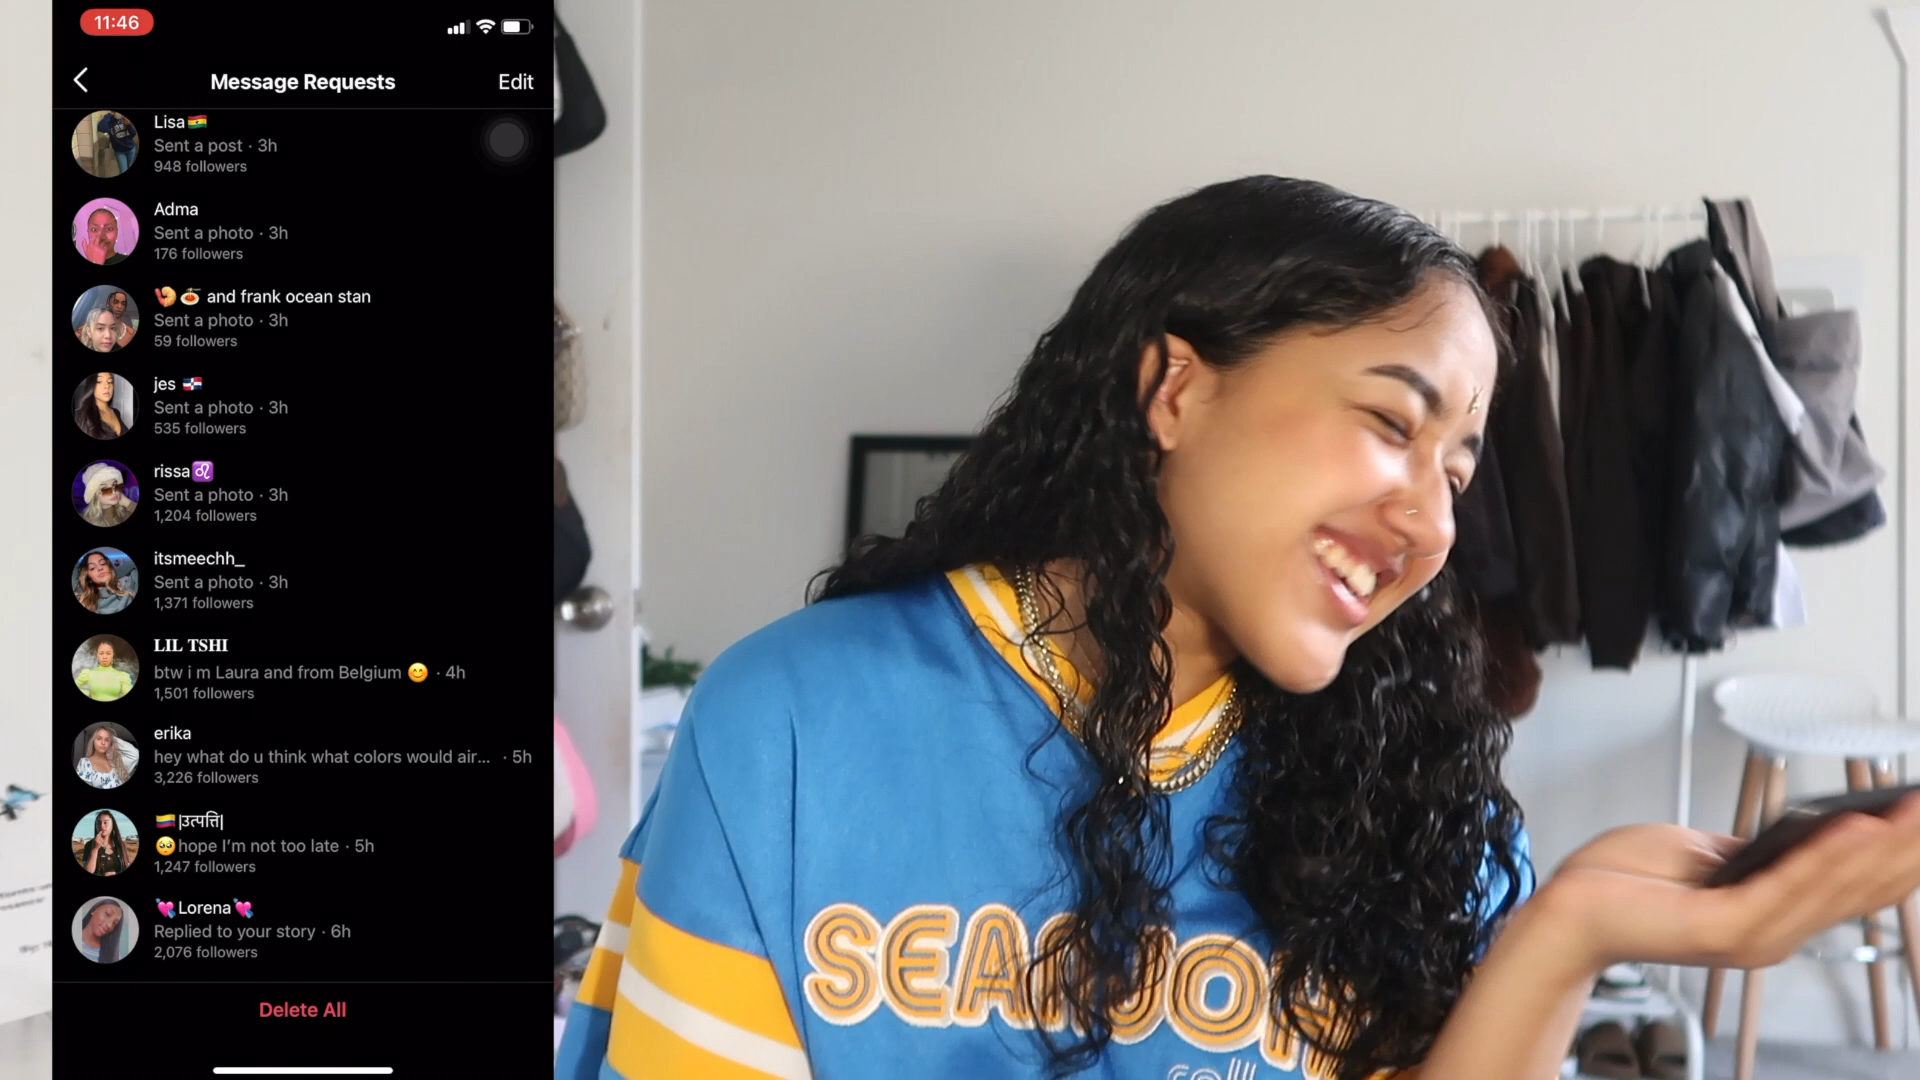 11:46
Message Requests
Edit
Lisa🇬🇭
Sent a post · 3h
948 followers
Adma
Sent a photo · 3h
176 followers
🍤🍝 and frank ocean stan
Sent a photo · 3h
59 followers
jes 🇩🇴
Sent a photo · 3h
535 followers
rissa♌
Sent a photo · 3h
1,204 followers
itsmeechh_
Sent a photo · 3h
1,371 followers
LIL TSHI
btw i m Laura and from Belgium 😊 · 4h
1,501 followers
erika
hey what do u think what colors would air... · 5h
3,226 followers
🇨🇴|उत्पत्ति|
🥺hope I'm not too late · 5h
1,247 followers
💘Lorena💘
Replied to your story · 6h
2,076 followers
Delete All